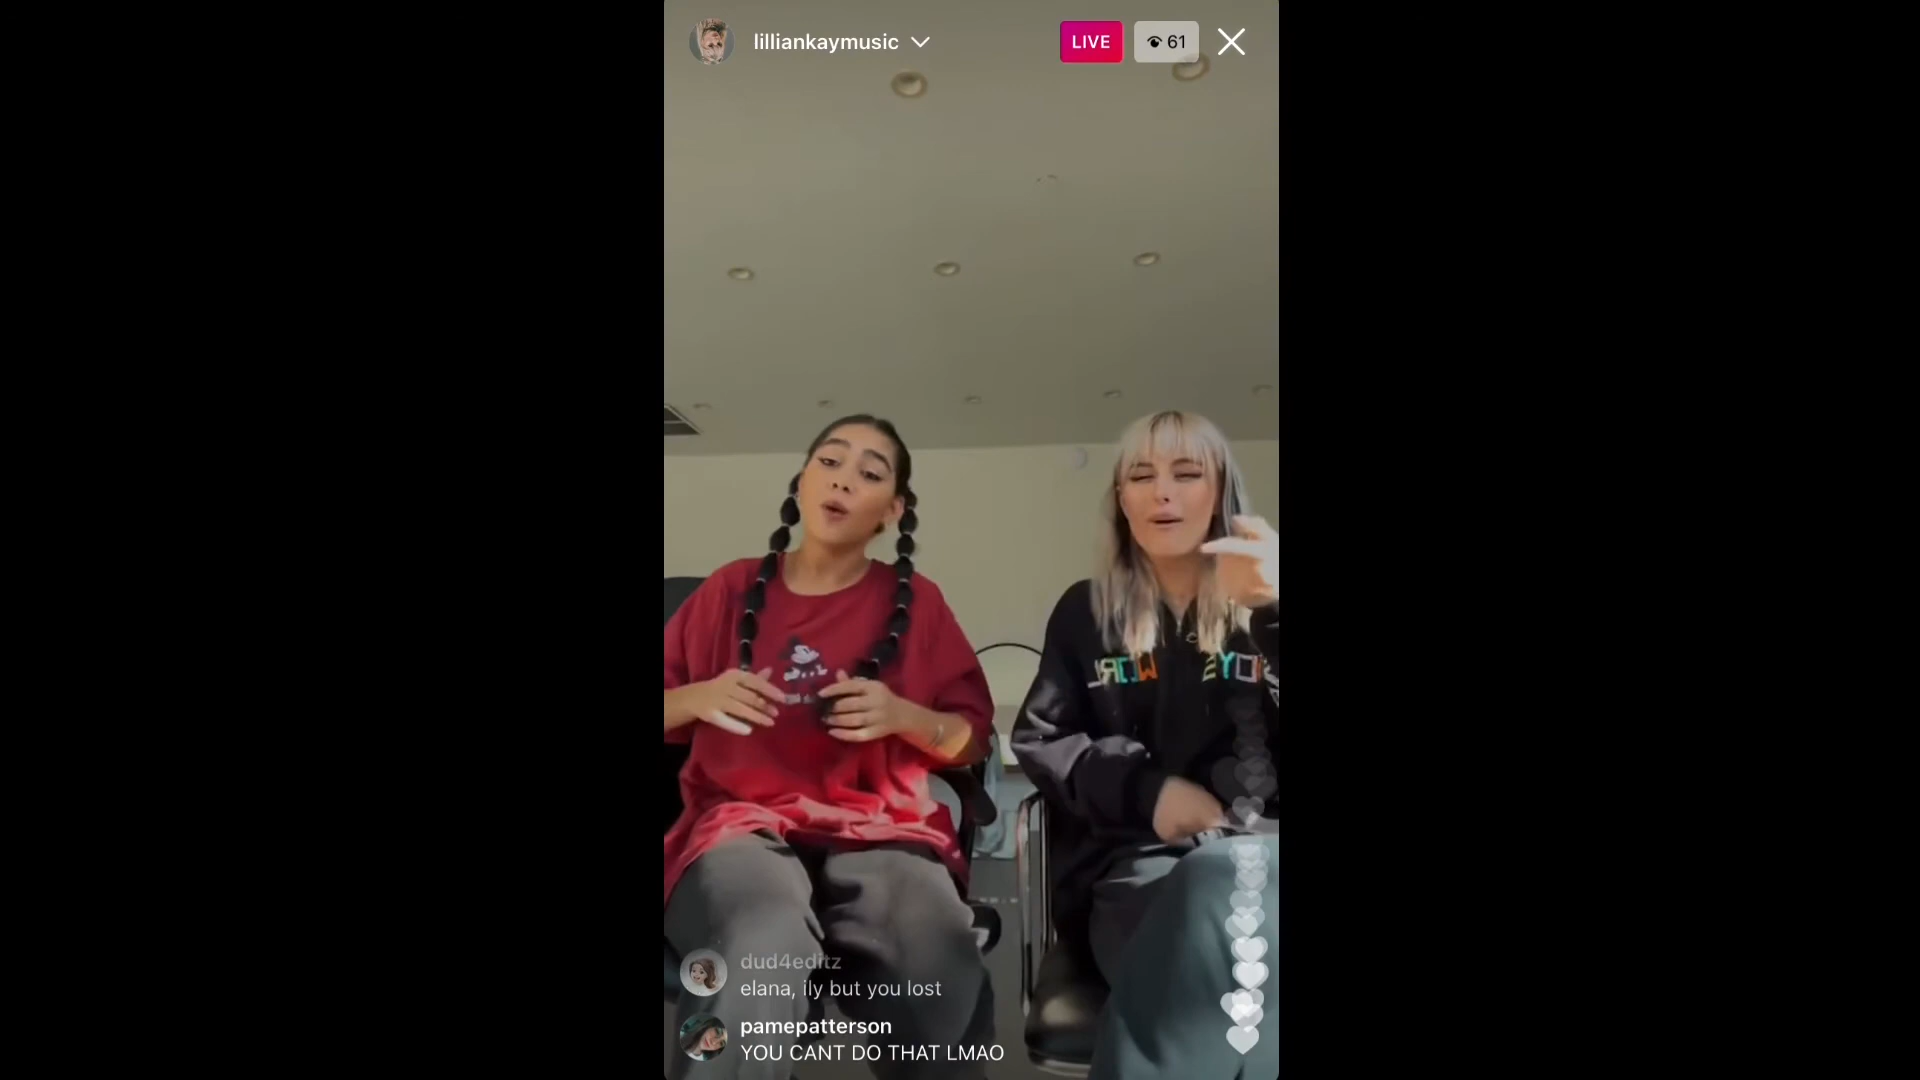 lilliankaymusic
LIVE
61
dud4editz
elana, ily but you lost
pamepatterson
YOU CANT DO THAT LMAO